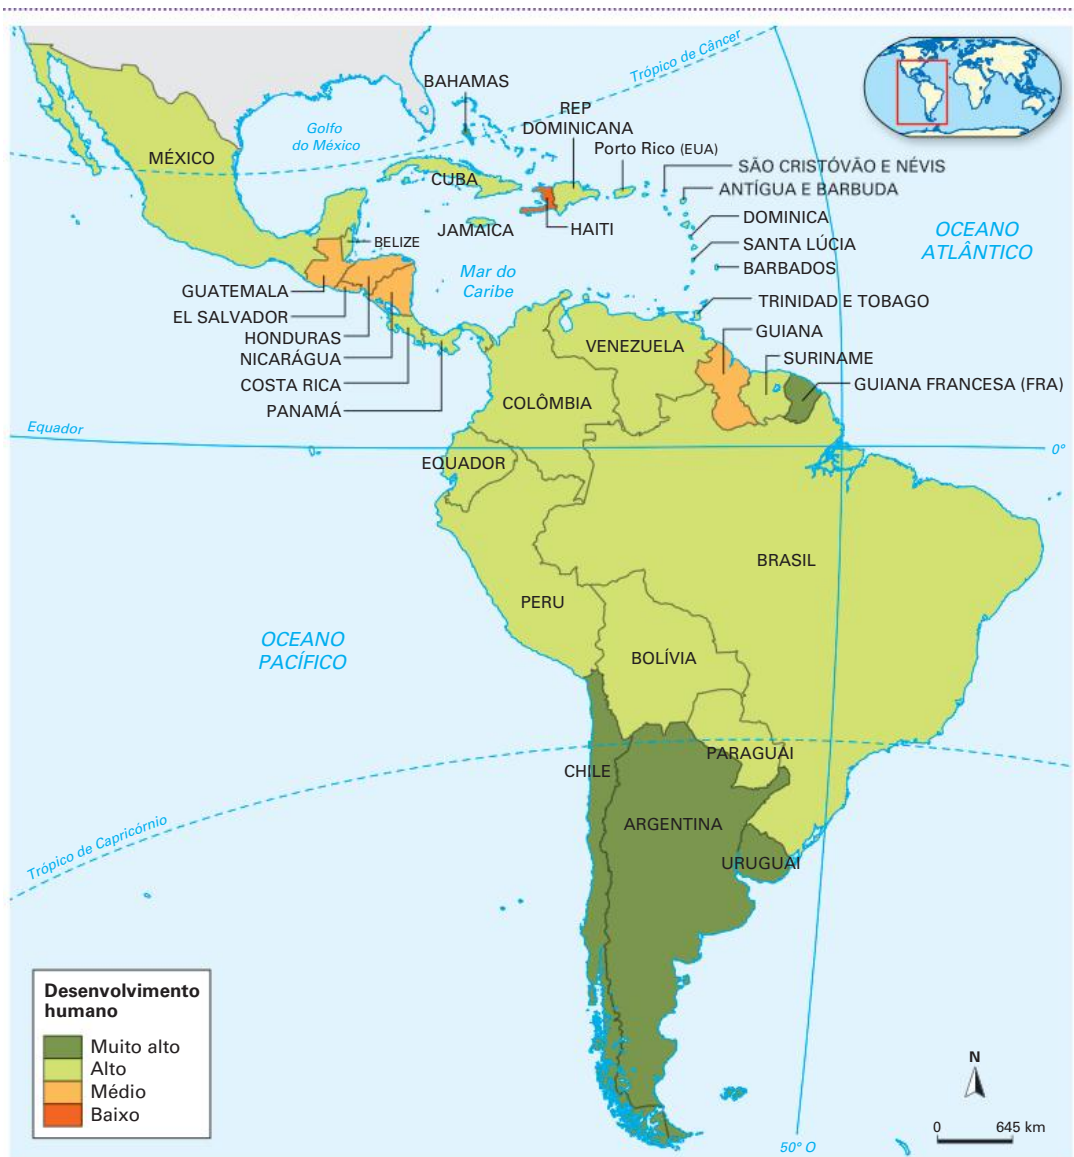 Trópico de Câncer
BAHAMAS
REP
DOMINICANA
Golfo
do México
Porto Rico (EUA)
MÉXICO
SÃO CRISTÓVÃO E NÉVIS
CUBA
ANTÍGUA E BARBUDA
DOMINICA
JAMAICA
HAITI
OCEANO
ATLÂNTICO
BELIZE
SANTA LÚCIA
Mar do
Caribe
BARBADOS
GUATEMALA
TRINIDAD E TOBAGO
EL SALVADOR
GUIANA
HONDURAS
VENEZUELA
NICARÁGUA
SURINAME
COSTA RICA
GUIANA FRANCESA (FRA)
PANAMÁ
COLÔMBIA
Equador
0°
EQUADOR
BRASIL
PERU
OCEANO
PACÍFICO
BOLÍVIA
PARAGUAI
CHILE
ARGENTINA
Trópico de Capricórnio
URUGUAI
Desenvolvimento
humano
Muito alto
Alto
Médio
Baixo
N
0 645 km
50° O